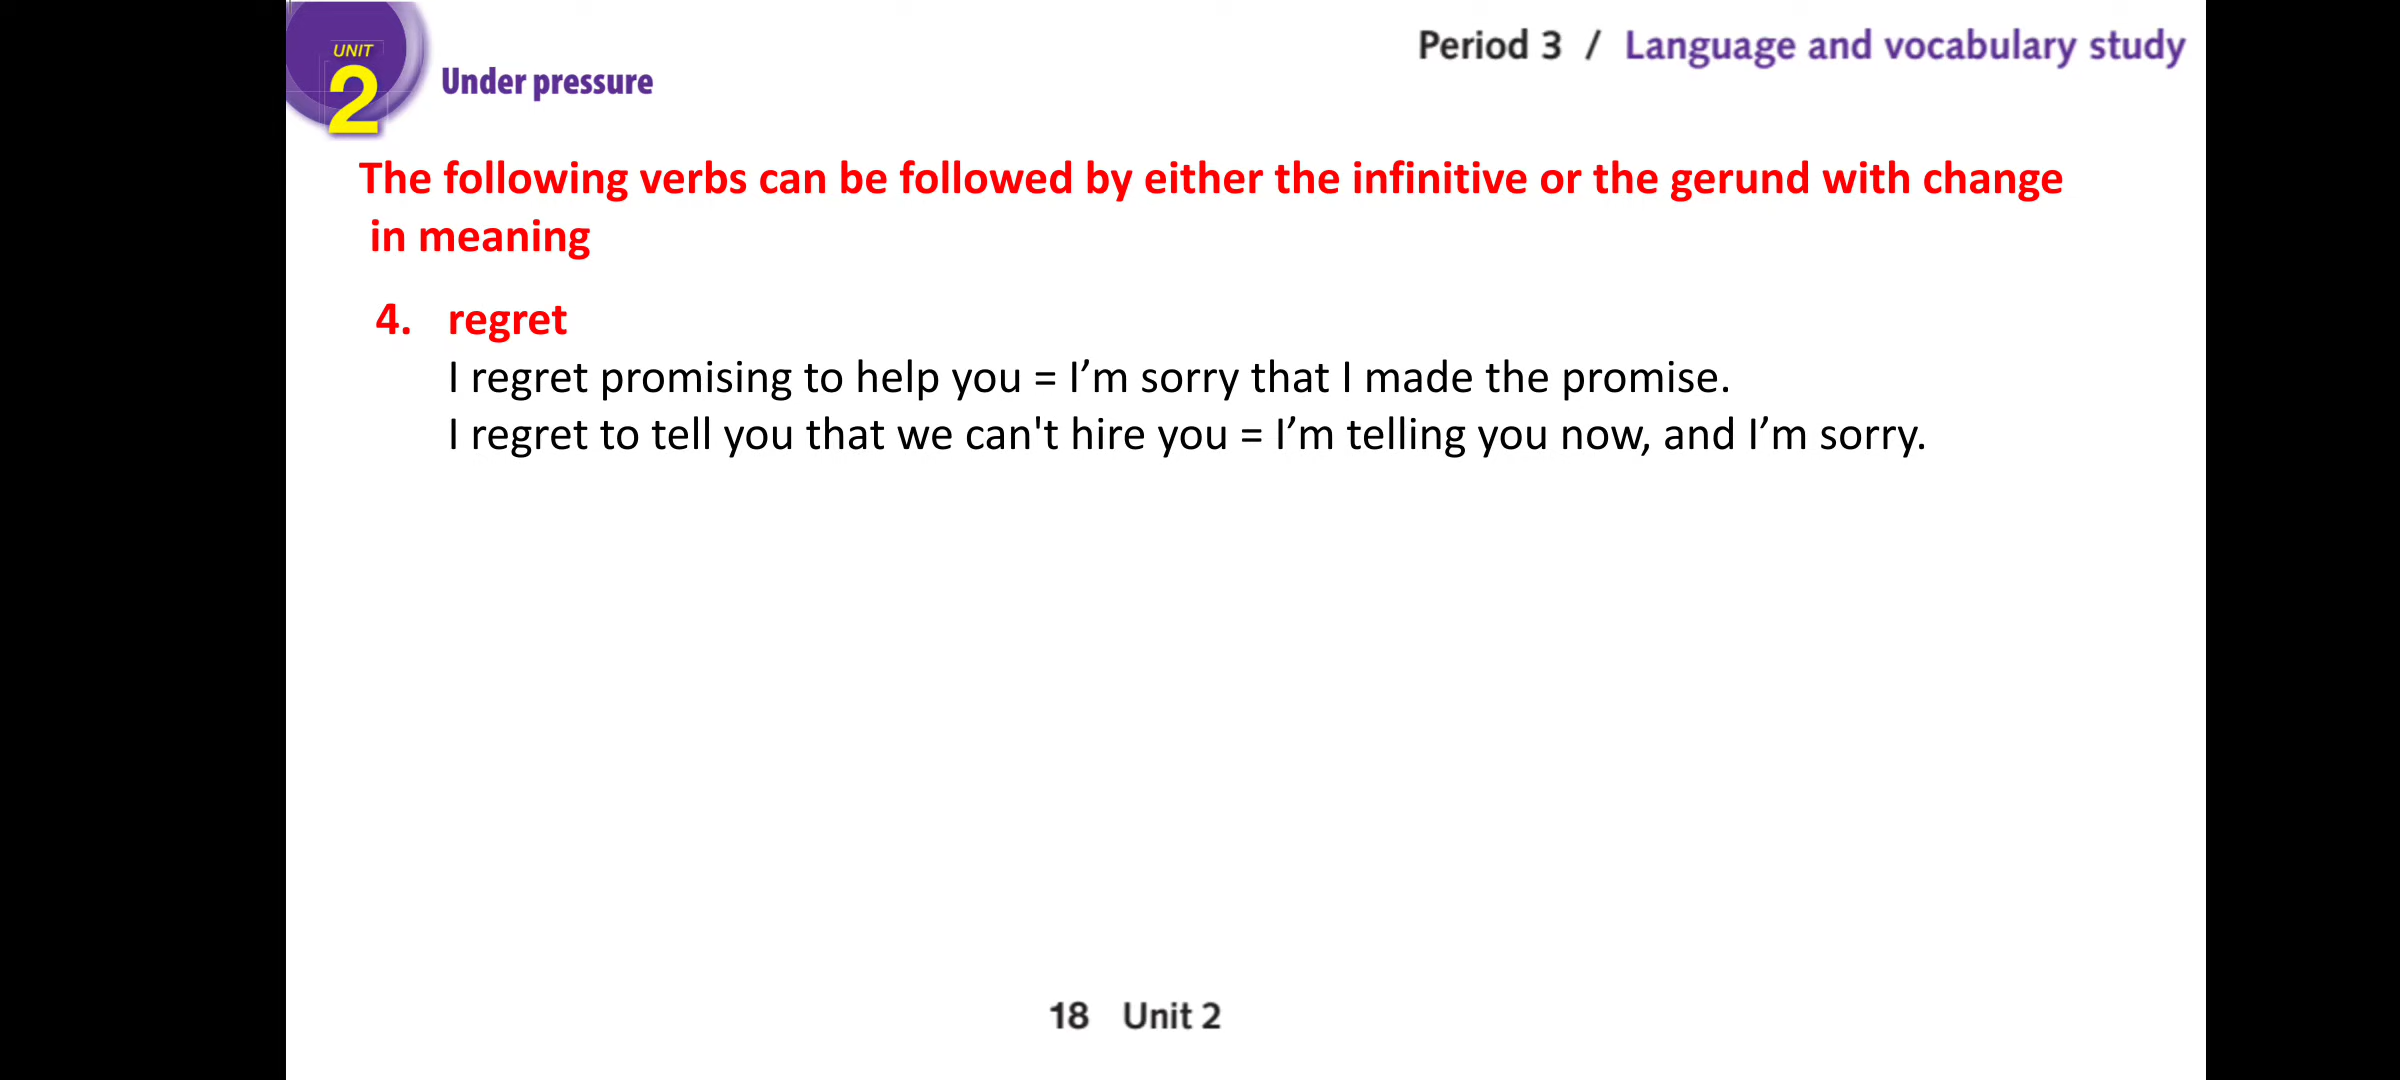 UNIT
2
Under pressure
Period 3 / Language and vocabulary study
The following verbs can be followed by either the infinitive or the gerund with change
in meaning
4. regret
I regret promising to help you = I’m sorry that I made the promise.
I regret to tell you that we can't hire you = I’m telling you now, and I’m sorry.
18 Unit 2